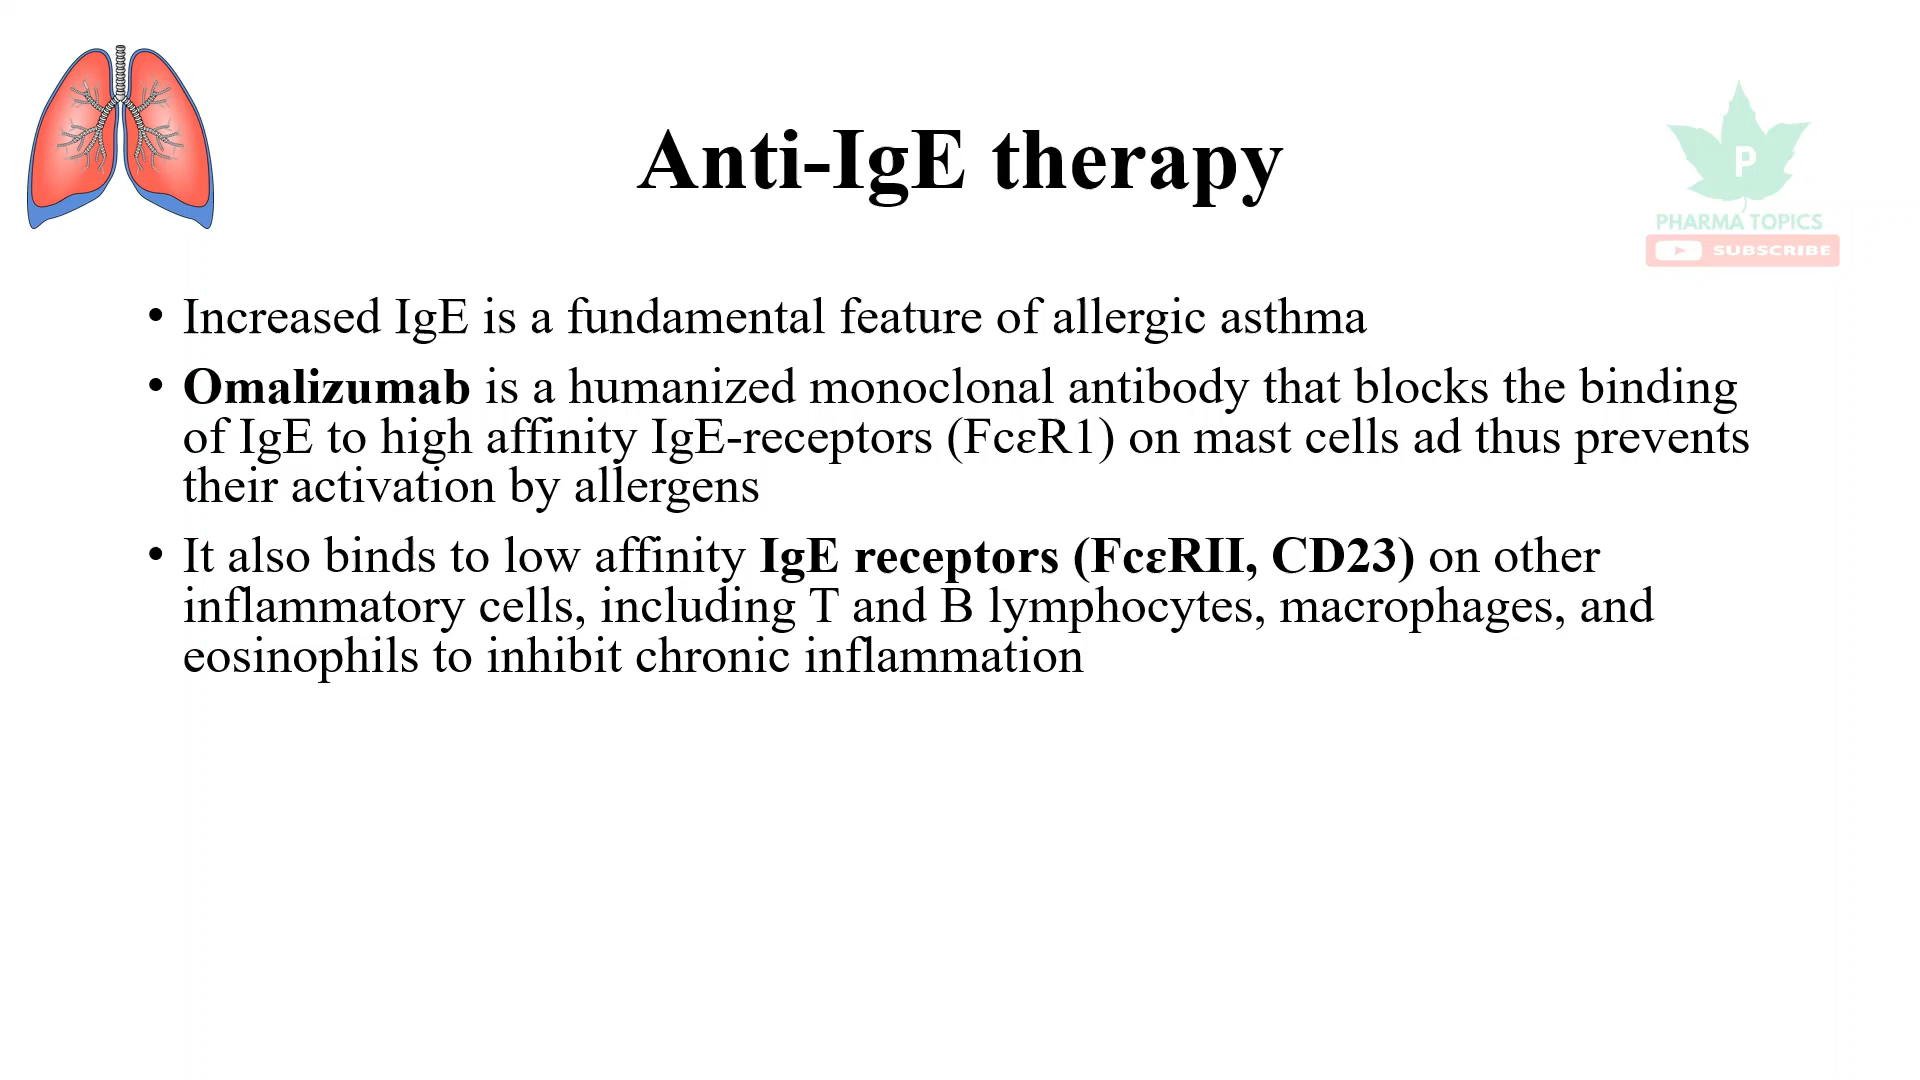 Anti-IgE therapy
P
PHARMA TOPICS
SUBSCRIBE
• Increased IgE is a fundamental feature of allergic asthma
• Omalizumab is a humanized monoclonal antibody that blocks the binding
of IgE to high affinity IgE-receptors (FcεR1) on mast cells ad thus prevents
their activation by allergens
• It also binds to low affinity IgE receptors (FcεRII, CD23) on other
inflammatory cells, including T and B lymphocytes, macrophages, and
eosinophils to inhibit chronic inflammation